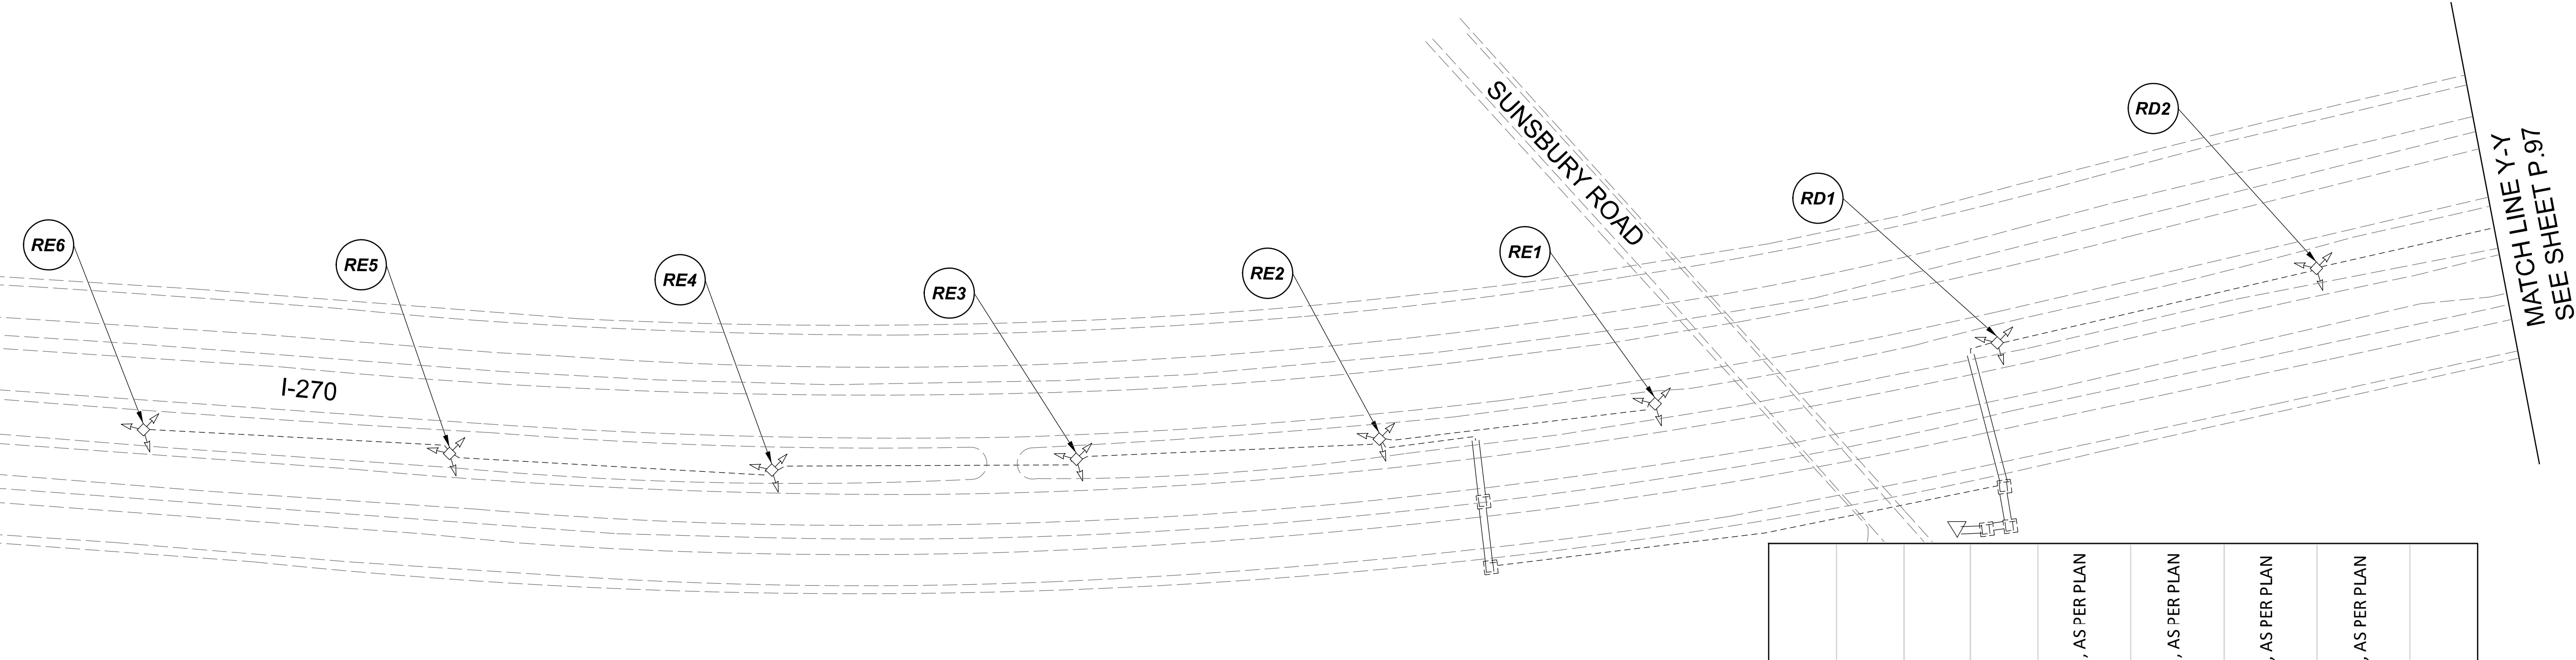 RD2
SUNSBURY ROAD
MATCH LINE Y-Y
SEE SHEET P.97
RD1
RE1
RE6
RE5
RE4
RE3
RE2
I-270
, AS PER PLAN
, AS PER PLAN
, AS PER PLAN
, AS PER PLAN